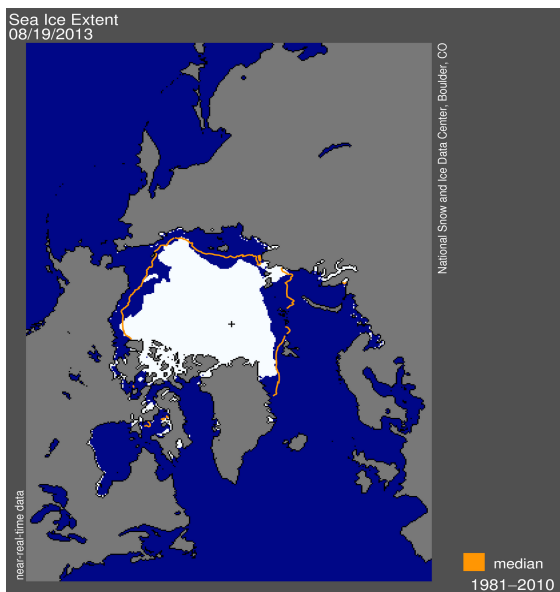 Sea Ice Extent
08/19/2013
National Snow and Ice Data Center, Boulder, CO
near-real-time data
median
1981–2010